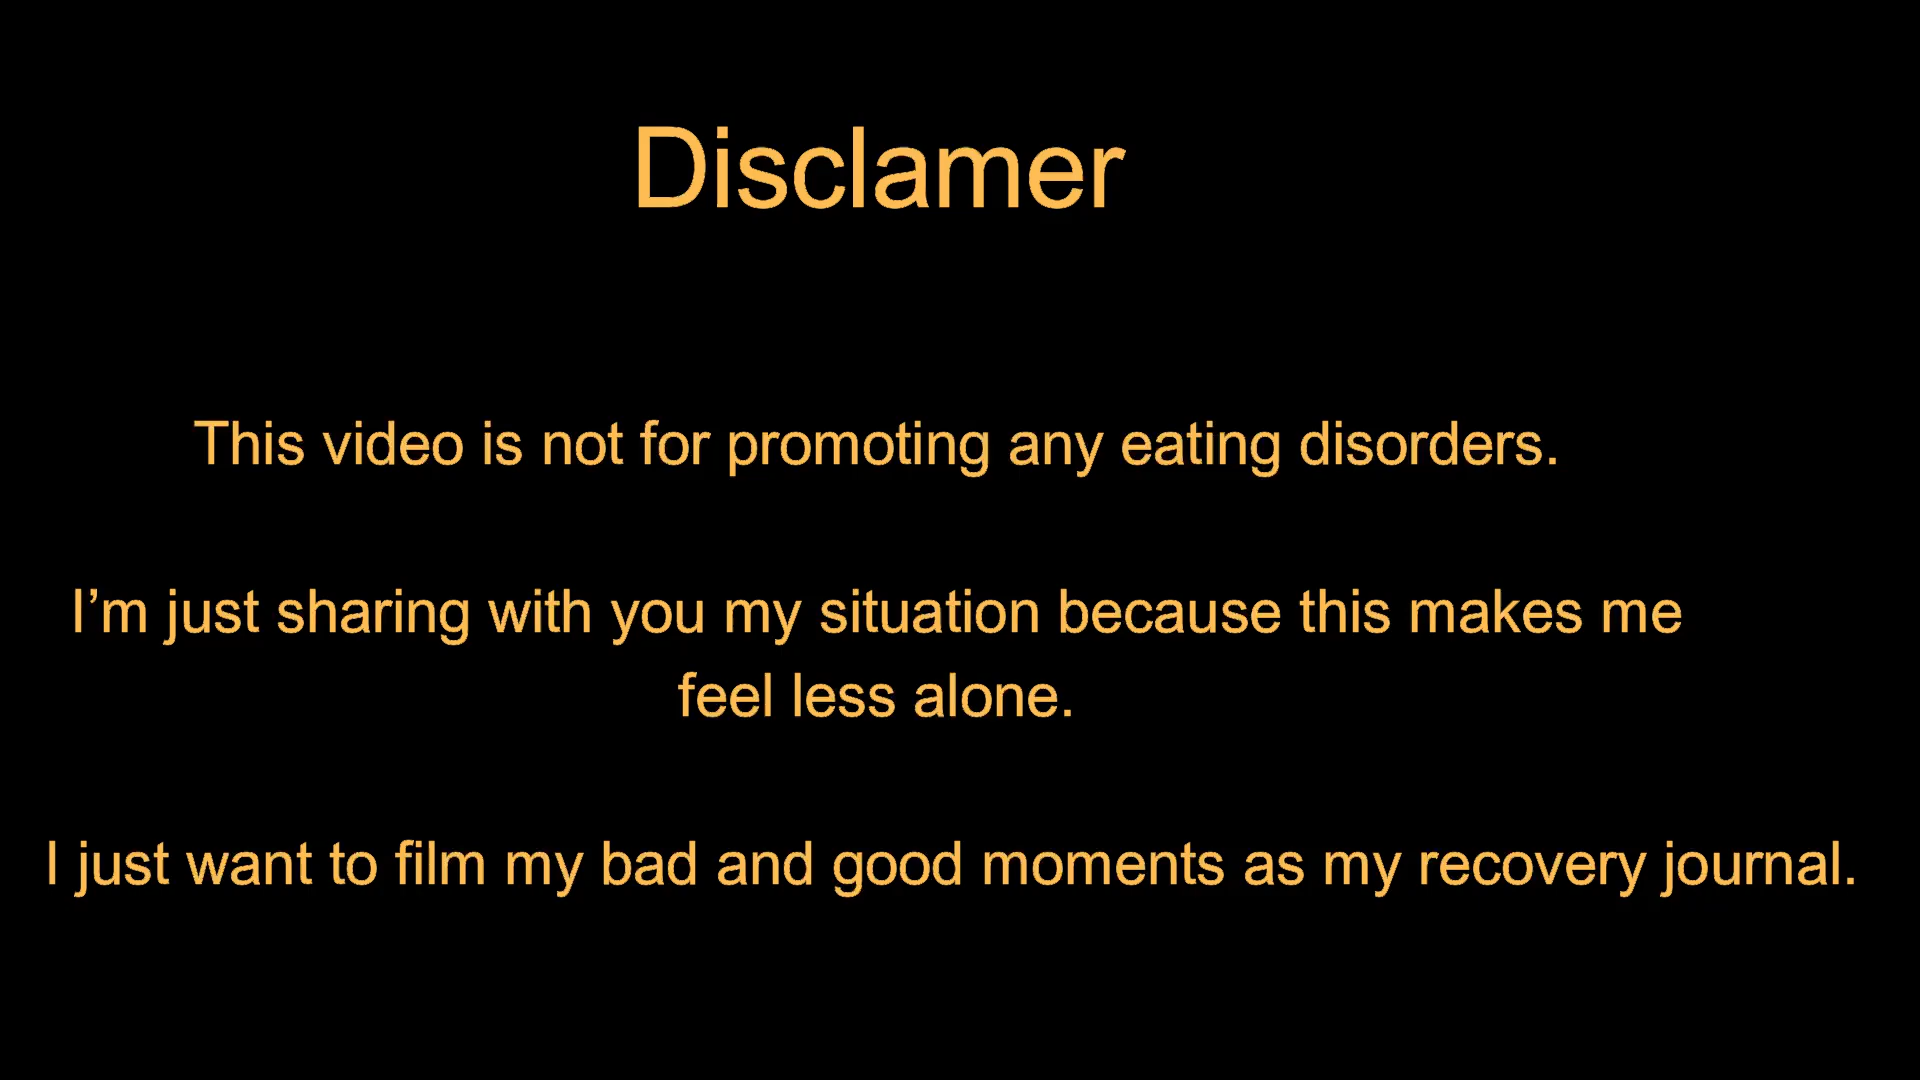 Disclamer
This video is not for promoting any eating disorders.
I’m just sharing with you my situation because this makes me
feel less alone.
I just want to film my bad and good moments as my recovery journal.